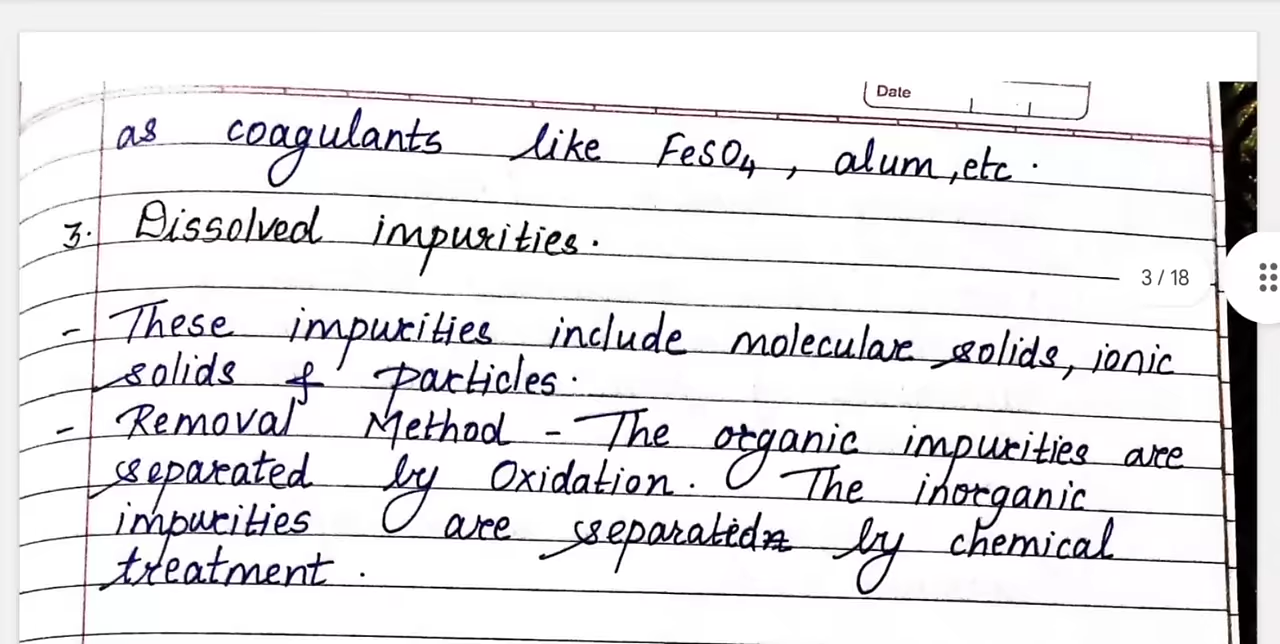 Date
as coagulants like FeSO4, alum, etc.
3. Dissolved impurities.
3 / 18
- These impurities include molecular solids, ionic
solids & particles.
- Removal Method - The organic impurities are
separated by Oxidation. The inorganic
impurities are separated by chemical
treatment.